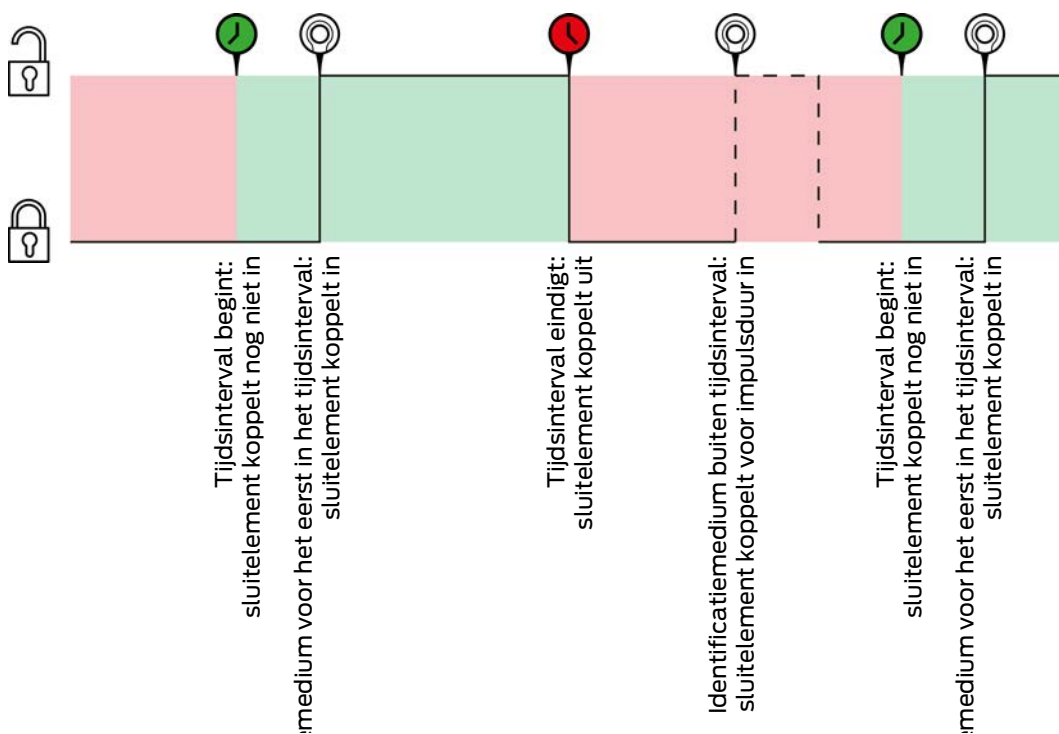 Tijdsinterval begint:
sluitelement koppelt nog niet in
emedium voor het eerst in het tijdsinterval:
sluitelement koppelt in
Tijdsinterval eindigt:
sluitelement koppelt uit
Identificatiemedium buiten tijdsinterval:
sluitelement koppelt voor impulsduur in
Tijdsinterval begint:
sluitelement koppelt nog niet in
emedium voor het eerst in het tijdsinterval:
sluitelement koppelt in